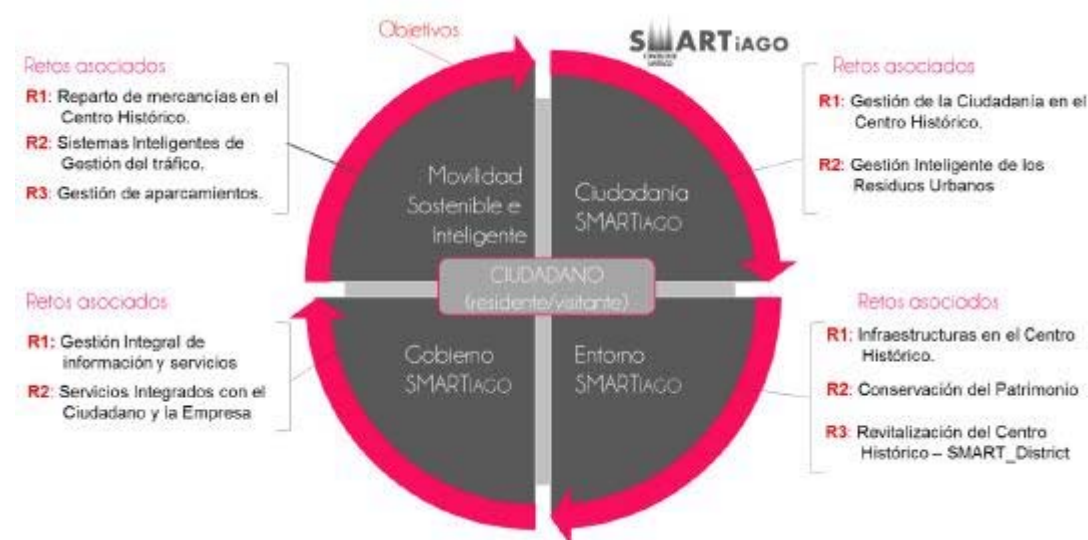 Objetivos
SMARTiAGO
Retos asociados
R1: Reparto de mercancías en el
Centro Histórico.
R2: Sistemas Inteligentes de
Gestión del tráfico.
R3: Gestión de aparcamientos.
Retos asociados
R1: Gestión de la Ciudadanía en el
Centro Histórico.
R2: Gestión Inteligente de los
Residuos Urbanos
Movilidad
Sostenible e
Inteligente
Ciudadanía
SMARTIAGO
CIUDADANO
(residente/visitante)
Retos asociados
R1: Gestión Integral de
información y servicios
R2: Servicios Integrados con el
Ciudadano y la Empresa
Gobierno
SMARTIAGO
Entorno
SMARTIAGO
Retos asociados
R1: Infraestructuras en el Centro
Histórico.
R2: Conservación del Patrimonio
R3: Revitalización del Centro
Histórico – SMART_District